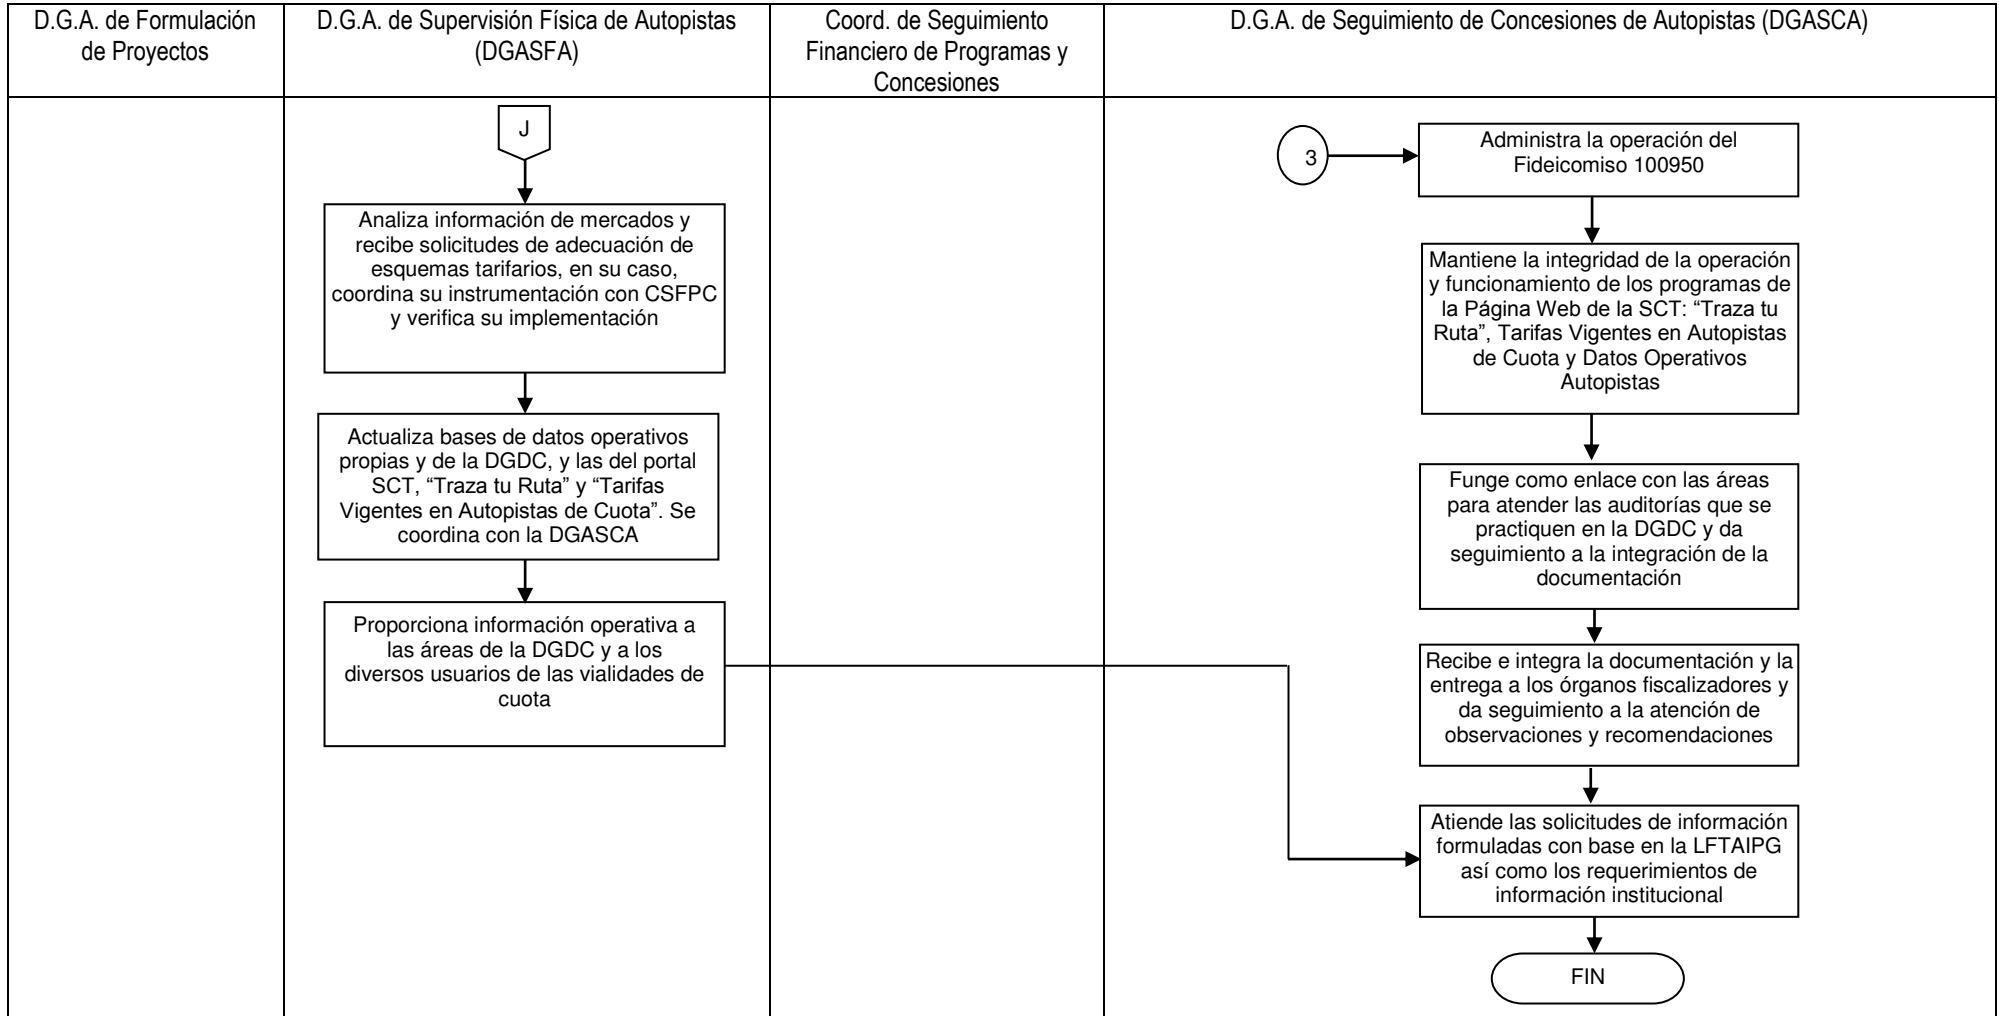 D.G.A. de Formulación
de Proyectos
D.G.A. de Supervisión Física de Autopistas
(DGASFA)
Coord. de Seguimiento
Financiero de Programas y
Concesiones
D.G.A. de Seguimiento de Concesiones de Autopistas (DGASCA)
J
Analiza información de mercados y
recibe solicitudes de adecuación de
esquemas tarifarios, en su caso,
coordina su instrumentación con CSFPC
y verifica su implementación
Actualiza bases de datos operativos
propias y de la DGDC, y las del portal
SCT, “Traza tu Ruta” y “Tarifas
Vigentes en Autopistas de Cuota”. Se
coordina con la DGASCA
Proporciona información operativa a
las áreas de la DGDC y a los
diversos usuarios de las vialidades de
cuota
3
Administra la operación del
Fideicomiso 100950
Mantiene la integridad de la operación
y funcionamiento de los programas de
la Página Web de la SCT: “Traza tu
Ruta”, Tarifas Vigentes en Autopistas
de Cuota y Datos Operativos
Autopistas
Funge como enlace con las áreas
para atender las auditorías que se
practiquen en la DGDC y da
seguimiento a la integración de la
documentación
Recibe e integra la documentación y la
entrega a los órganos fiscalizadores y
da seguimiento a la atención de
observaciones y recomendaciones
Atiende las solicitudes de información
formuladas con base en la LFTAIPG
así como los requerimientos de
información institucional
FIN